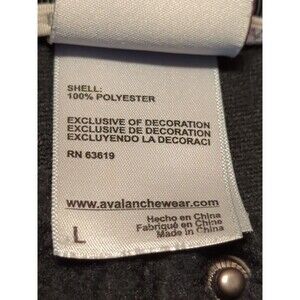 SHELL:
100% POLYESTER
EXCLUSIVE OF DECORATION
EXCLUSIVE DE DECORATION
EXCLUYENDO LA DECORACI
RN 63619
www.avalanchewear.com
Hecho en China
Fabriqué en Chine
Made in China
L